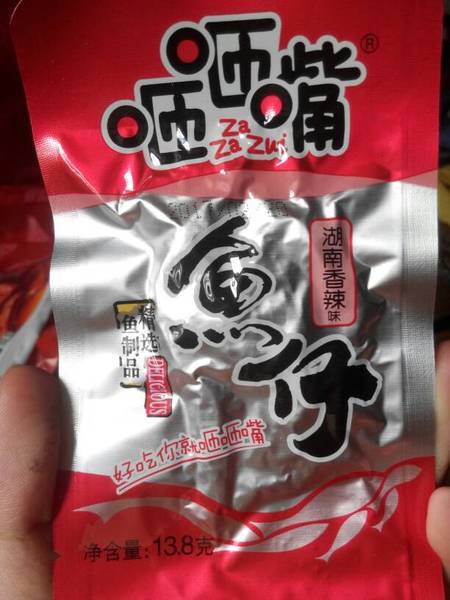 咂咂嘴®
Za
Za Zui
湖南香辣味
魚仔
精选
鱼制品
DELICIOUS
好吃你就咂咂嘴
净含量:13.8克